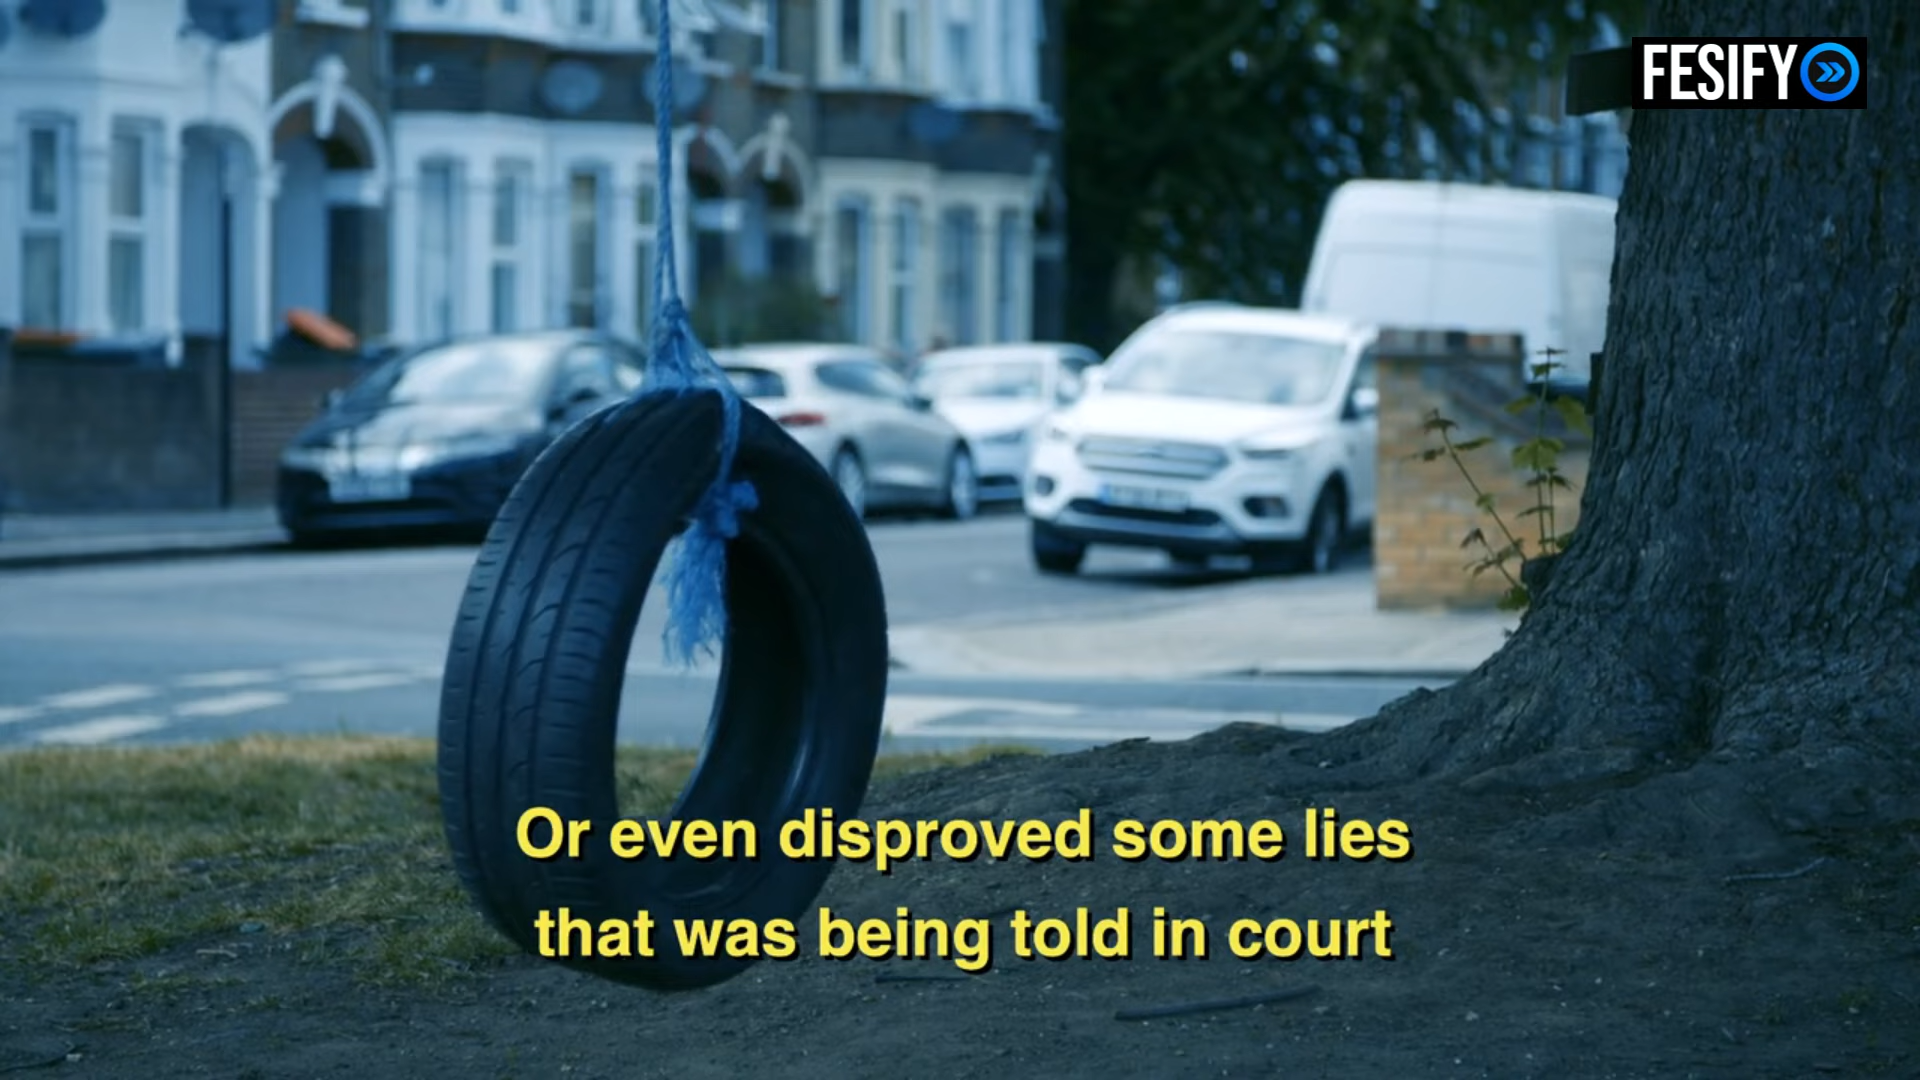 FESIFY
Or even disproved some lies
that was being told in court